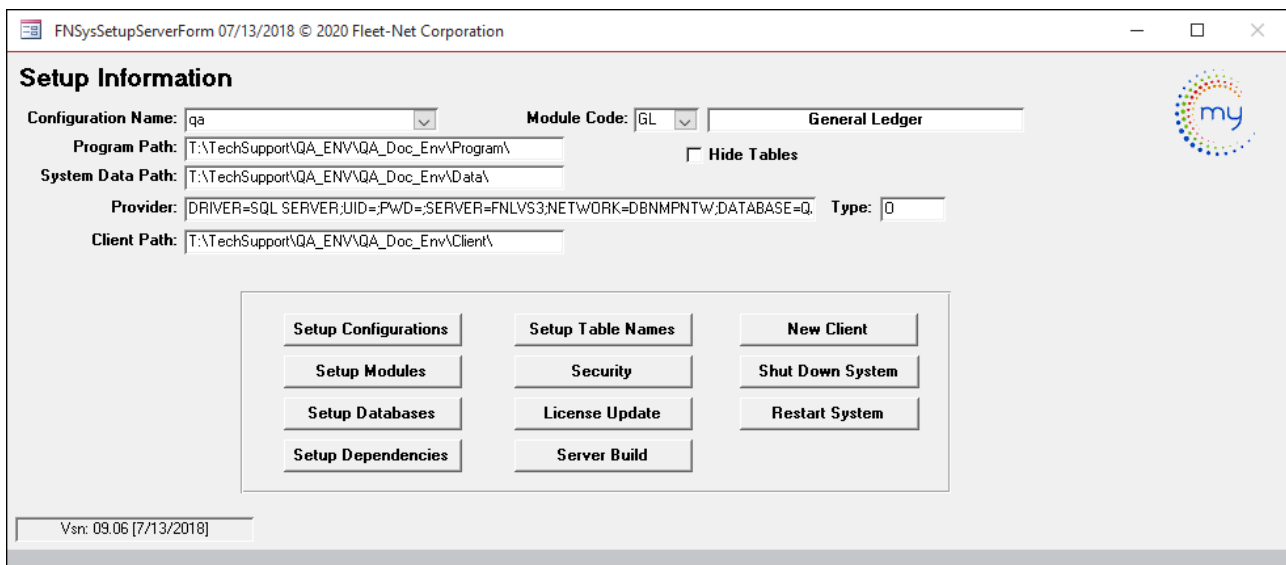 FNSysSetupServerForm 07/13/2018 © 2020 Fleet-Net Corporation
Setup Information
my
Configuration Name: qa Module Code: GL General Ledger
Program Path: T:\TechSupport\QA_ENV\QA_Doc_Env\Program\ Hide Tables
System Data Path: T:\TechSupport\QA_ENV\QA_Doc_Env\Data\
Provider: DRIVER=SQL SERVER;UID=;PWD=;SERVER=FNLVS3;NETWORK=DBNMPNTW;DATABASE=Q. Type: O
Client Path: T:\TechSupport\QA_ENV\QA_Doc_Env\Client\
Setup Configurations Setup Table Names New Client
Setup Modules Security Shut Down System
Setup Databases License Update Restart System
Setup Dependencies Server Build
Vsn: 09.06 [7/13/2018]